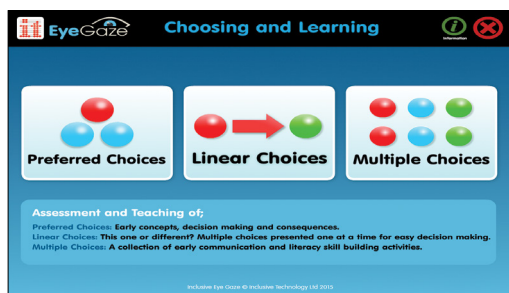 it EyeGaze Choosing and Learning
i
Information
Preferred Choices Linear Choices Multiple Choices
Assessment and Teaching of;
Preferred Choices: Early concepts, decision making and consequences.
Linear Choices: This one or different? Multiple choices presented one at a time for easy decision making.
Multiple Choices: A collection of early communication and literacy skill building activities.
Inclusive Eye Gaze © Inclusive Technology Ltd 2015